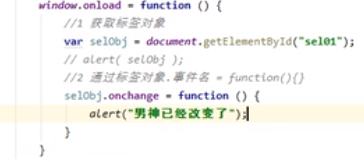 window.onload = function () {
//1 获取标签对象
var selObj = document.getElementById("sel01");
// alert( selObj );
//2 通过标签对象.事件名 = function(){}
selObj.onchange = function () {
alert("男神已经改变了");
}
}